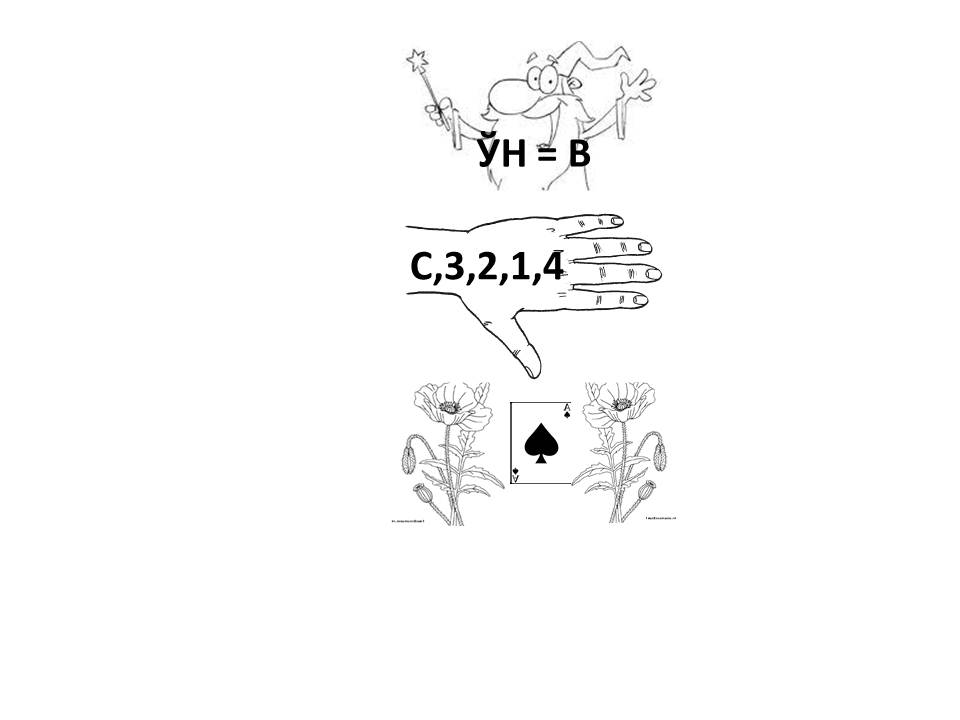 ЎН = В
С,3,2,1,4
A
A